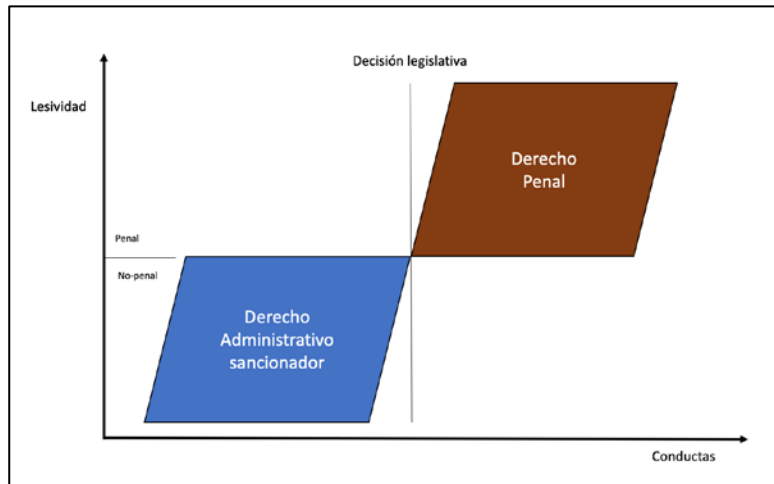 Decisión legislativa
Lesividad
Derecho
Penal
Penal
No-penal
Derecho
Administrativo
sancionador
Conductas